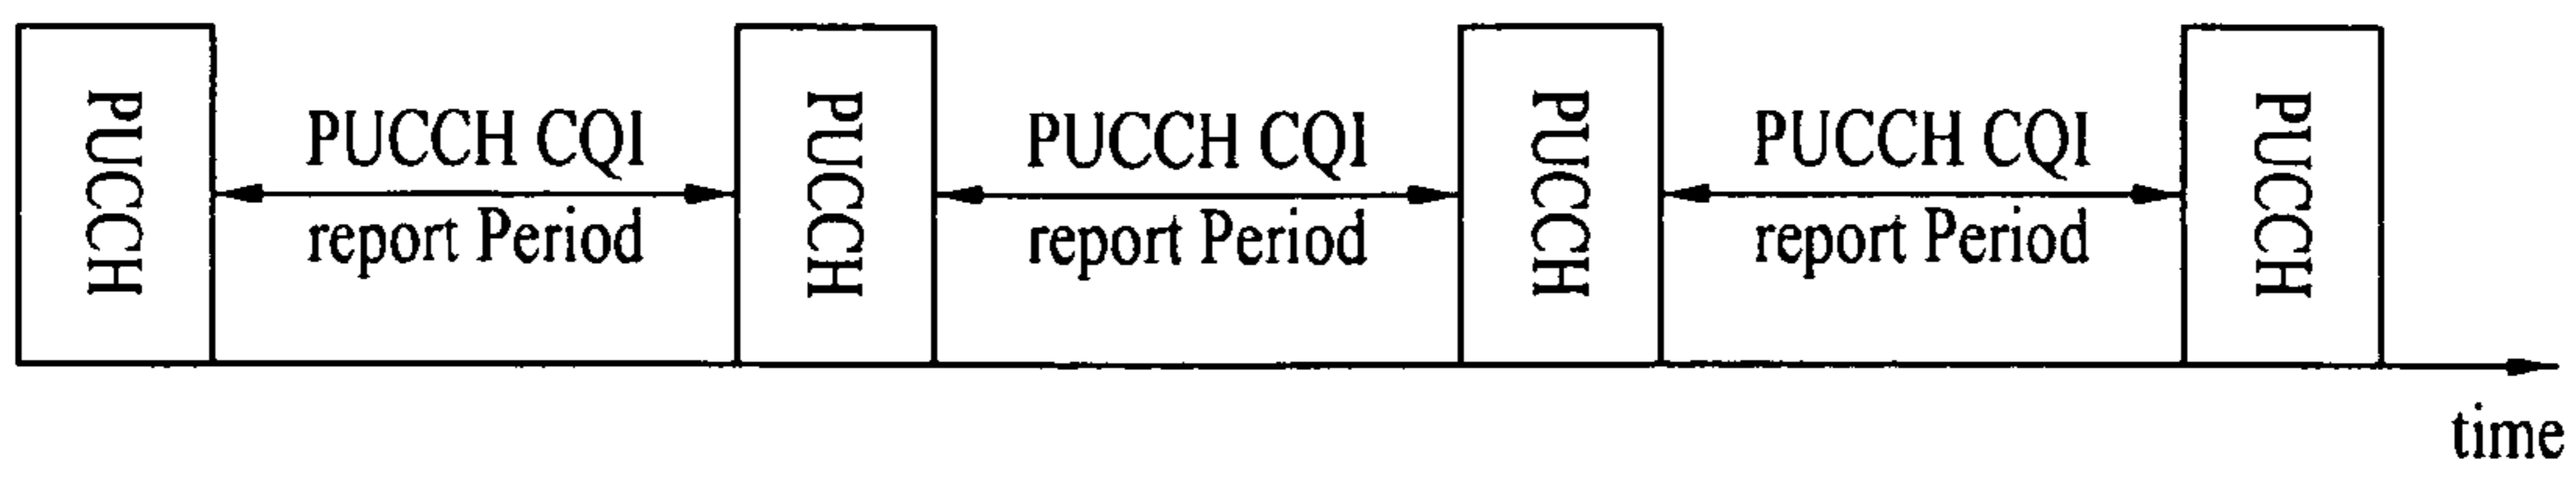 PUCCH
PUCCH CQI
report Period
PUCCH
PUCCH CQI
report Period
PUCCH
PUCCH CQI
report Period
PUCCH
time